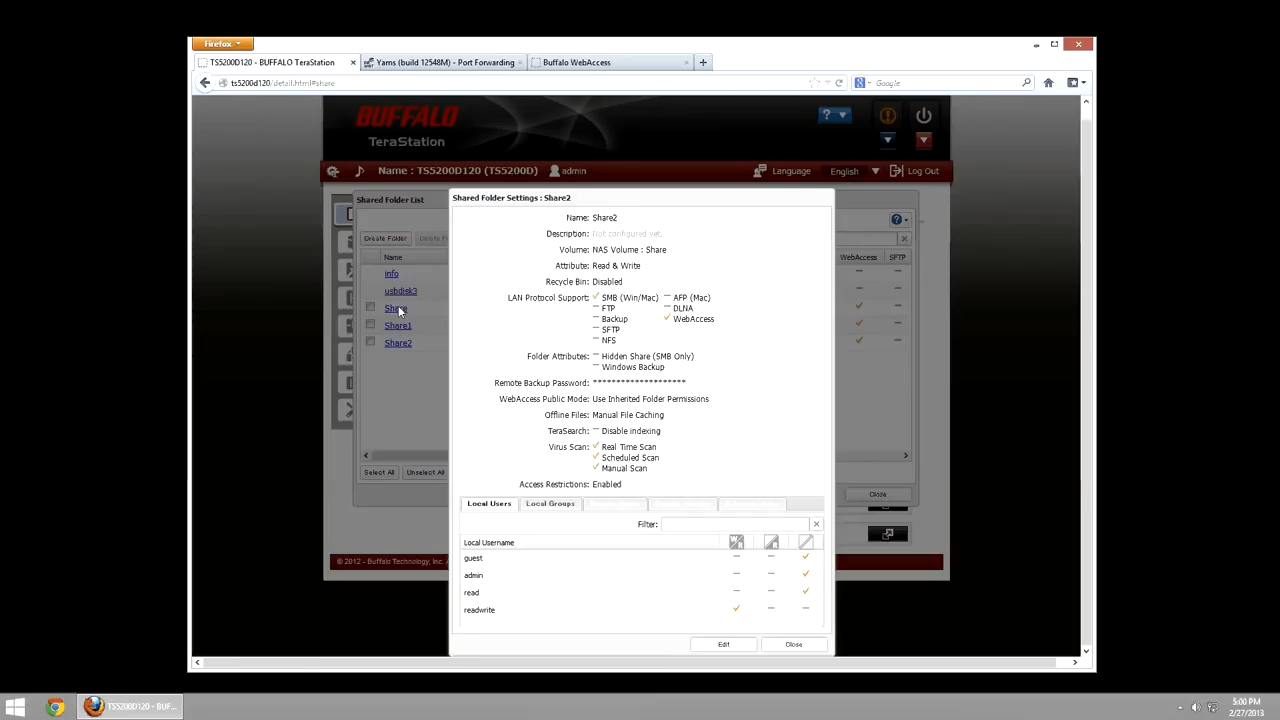 Firefox
TS5200D120 - BUFFALO TeraStation
Yarns (build 12548M) - Port Forwarding
Buffalo WebAccess
ts5200d120/detail.html#share
Google
BUFFALO
TeraStation
Name : TS5200D120 (TS5200D)
admin
Language
English
Log Out
Shared Folder List
Create Folder
Name
WebAccess
SFTP
info
usbdisk3
Share
Share1
Share2
Select All
Unselect All
Close
© 2012 - Buffalo Technology, Inc.
Shared Folder Settings : Share2
Name: Share2
Description: Not configured yet.
Volume: NAS Volume : Share
Attribute: Read & Write
Recycle Bin: Disabled
LAN Protocol Support: SMB (Win/Mac) AFP (Mac)
FTP DLNA
Backup WebAccess
SFTP
NFS
Folder Attributes: Hidden Share (SMB Only)
Windows Backup
Remote Backup Password: ********************
WebAccess Public Mode: Use Inherited Folder Permissions
Offline Files: Manual File Caching
TeraSearch: Disable indexing
Virus Scan: Real Time Scan
Scheduled Scan
Manual Scan
Access Restrictions: Enabled
Local Users Local Groups
Filter:
Local Username
guest
admin
read
readwrite
Edit Close
TS5200D120 - BUF...
5:00 PM
2/27/2013